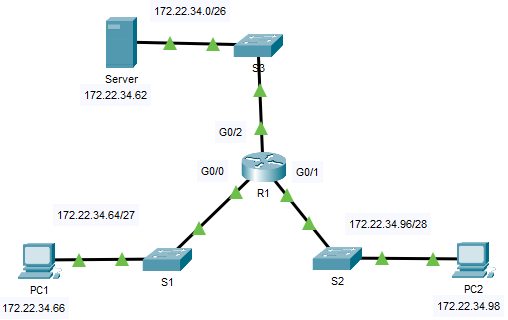 172.22.34.0/26
S3
Server
172.22.34.62
G0/2
G0/0
G0/1
R1
172.22.34.64/27
172.22.34.96/28
S1
S2
PC1
PC2
172.22.34.66
172.22.34.98